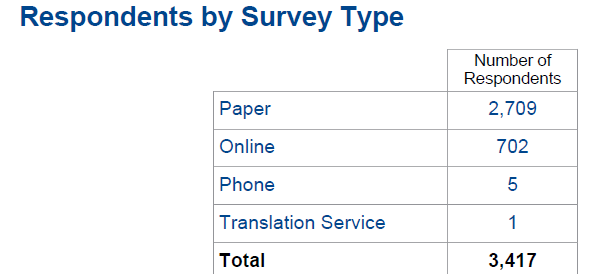 Respondents by Survey Type
Number of
Respondents
Paper 2,709
Online 702
Phone 5
Translation Service 1
Total 3,417